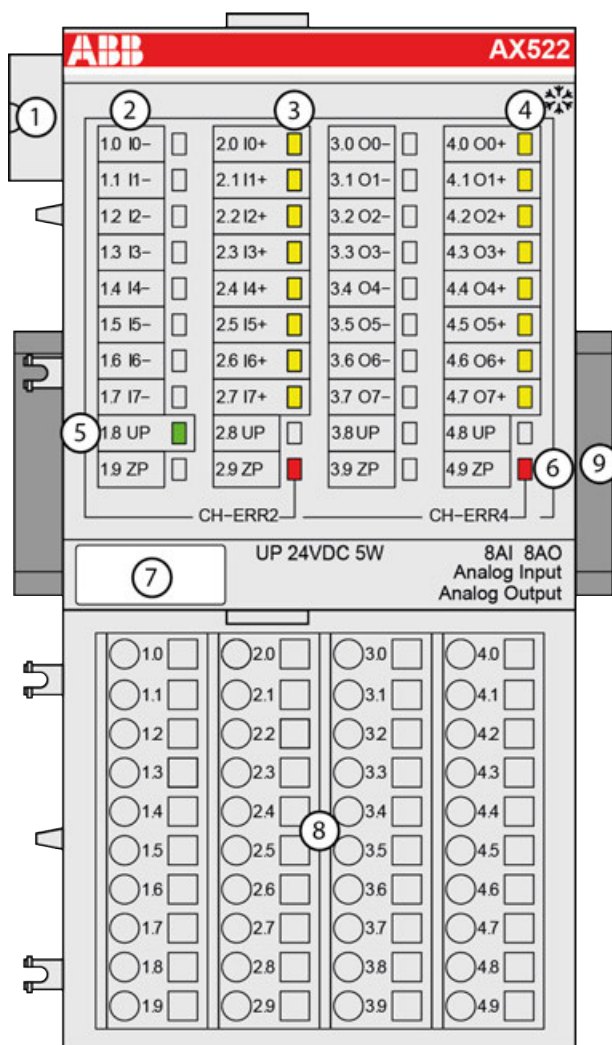 ABB AX522
1 2 3 4
1.0 I0− 2.0 I0+ 3.0 O0− 4.0 O0+
1.1 I1− 2.1 I1+ 3.1 O1− 4.1 O1+
1.2 I2− 2.2 I2+ 3.2 O2− 4.2 O2+
1.3 I3− 2.3 I3+ 3.3 O3− 4.3 O3+
1.4 I4− 2.4 I4+ 3.4 O4− 4.4 O4+
1.5 I5− 2.5 I5+ 3.5 O5− 4.5 O5+
1.6 I6− 2.6 I6+ 3.6 O6− 4.6 O6+
1.7 I7− 2.7 I7+ 3.7 O7− 4.7 O7+
5 1.8 UP 2.8 UP 3.8 UP 4.8 UP
1.9 ZP 2.9 ZP 3.9 ZP 4.9 ZP 6 9
CH−ERR2 CH−ERR4
7 UP 24VDC 5W 8AI 8AO
Analog Input
Analog Output
1.0 2.0 3.0 4.0
1.1 2.1 3.1 4.1
1.2 2.2 3.2 4.2
1.3 2.3 3.3 4.3
1.4 2.4 3.4 4.4
8
1.5 2.5 3.5 4.5
1.6 2.6 3.6 4.6
1.7 2.7 3.7 4.7
1.8 2.8 3.8 4.8
1.9 2.9 3.9 4.9